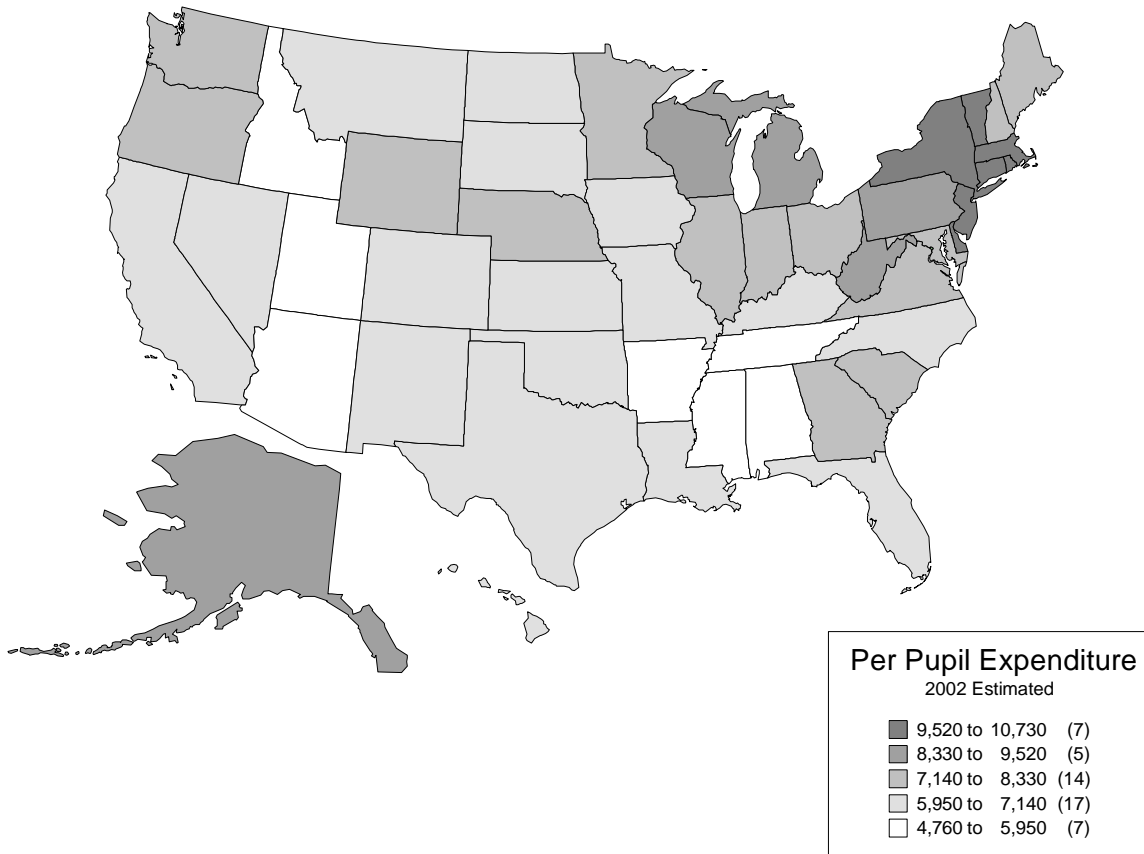 Per Pupil Expenditure
2002 Estimated
9,520 to 10,730 (7)
8,330 to 9,520 (5)
7,140 to 8,330 (14)
5,950 to 7,140 (17)
4,760 to 5,950 (7)